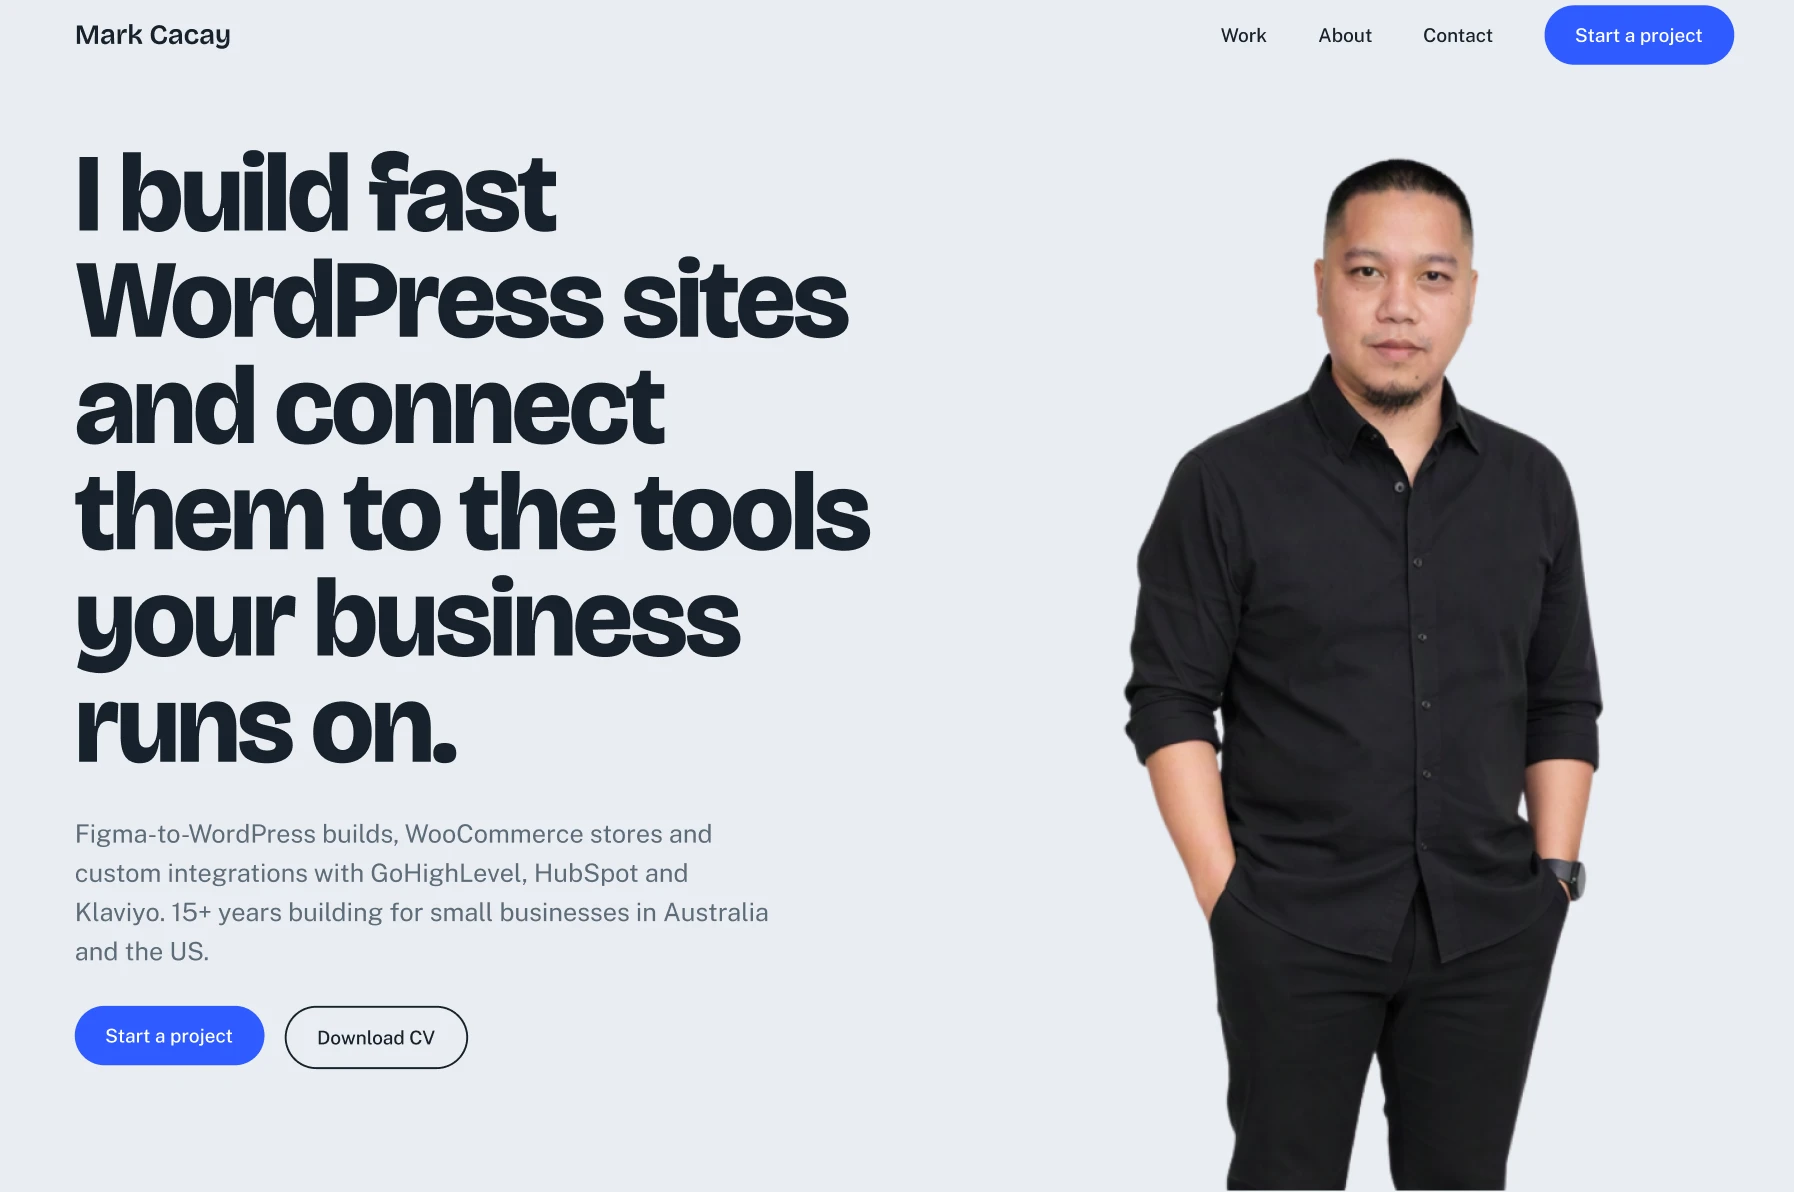 Mark Cacay
Work
About
Contact
Start a project
I build fast
WordPress sites
and connect
them to the tools
your business
runs on.
Figma-to-WordPress builds, WooCommerce stores and
custom integrations with GoHighLevel, HubSpot and
Klaviyo. 15+ years building for small businesses in Australia
and the US.
Start a project
Download CV